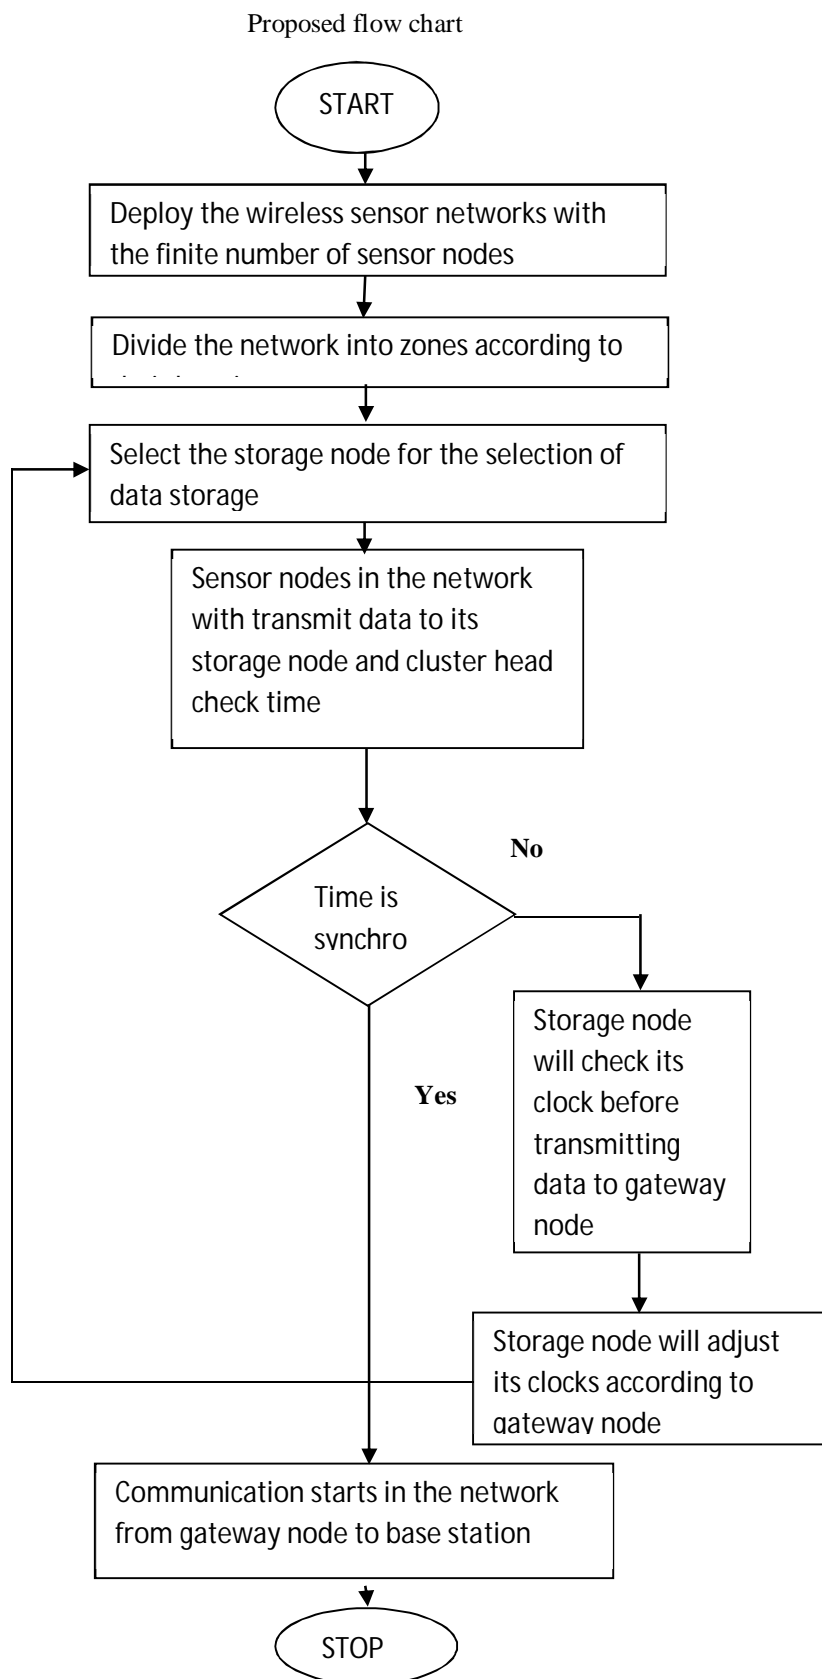 Proposed flow chart
START
Deploy the wireless sensor networks with
the finite number of sensor nodes
Divide the network into zones according to
Select the storage node for the selection of
data storage
Sensor nodes in the network
with transmit data to its
storage node and cluster head
check time
No
Time is
synchro
Yes
Storage node
will check its
clock before
transmitting
data to gateway
node
Storage node will adjust
its clocks according to
gateway node
Communication starts in the network
from gateway node to base station
STOP